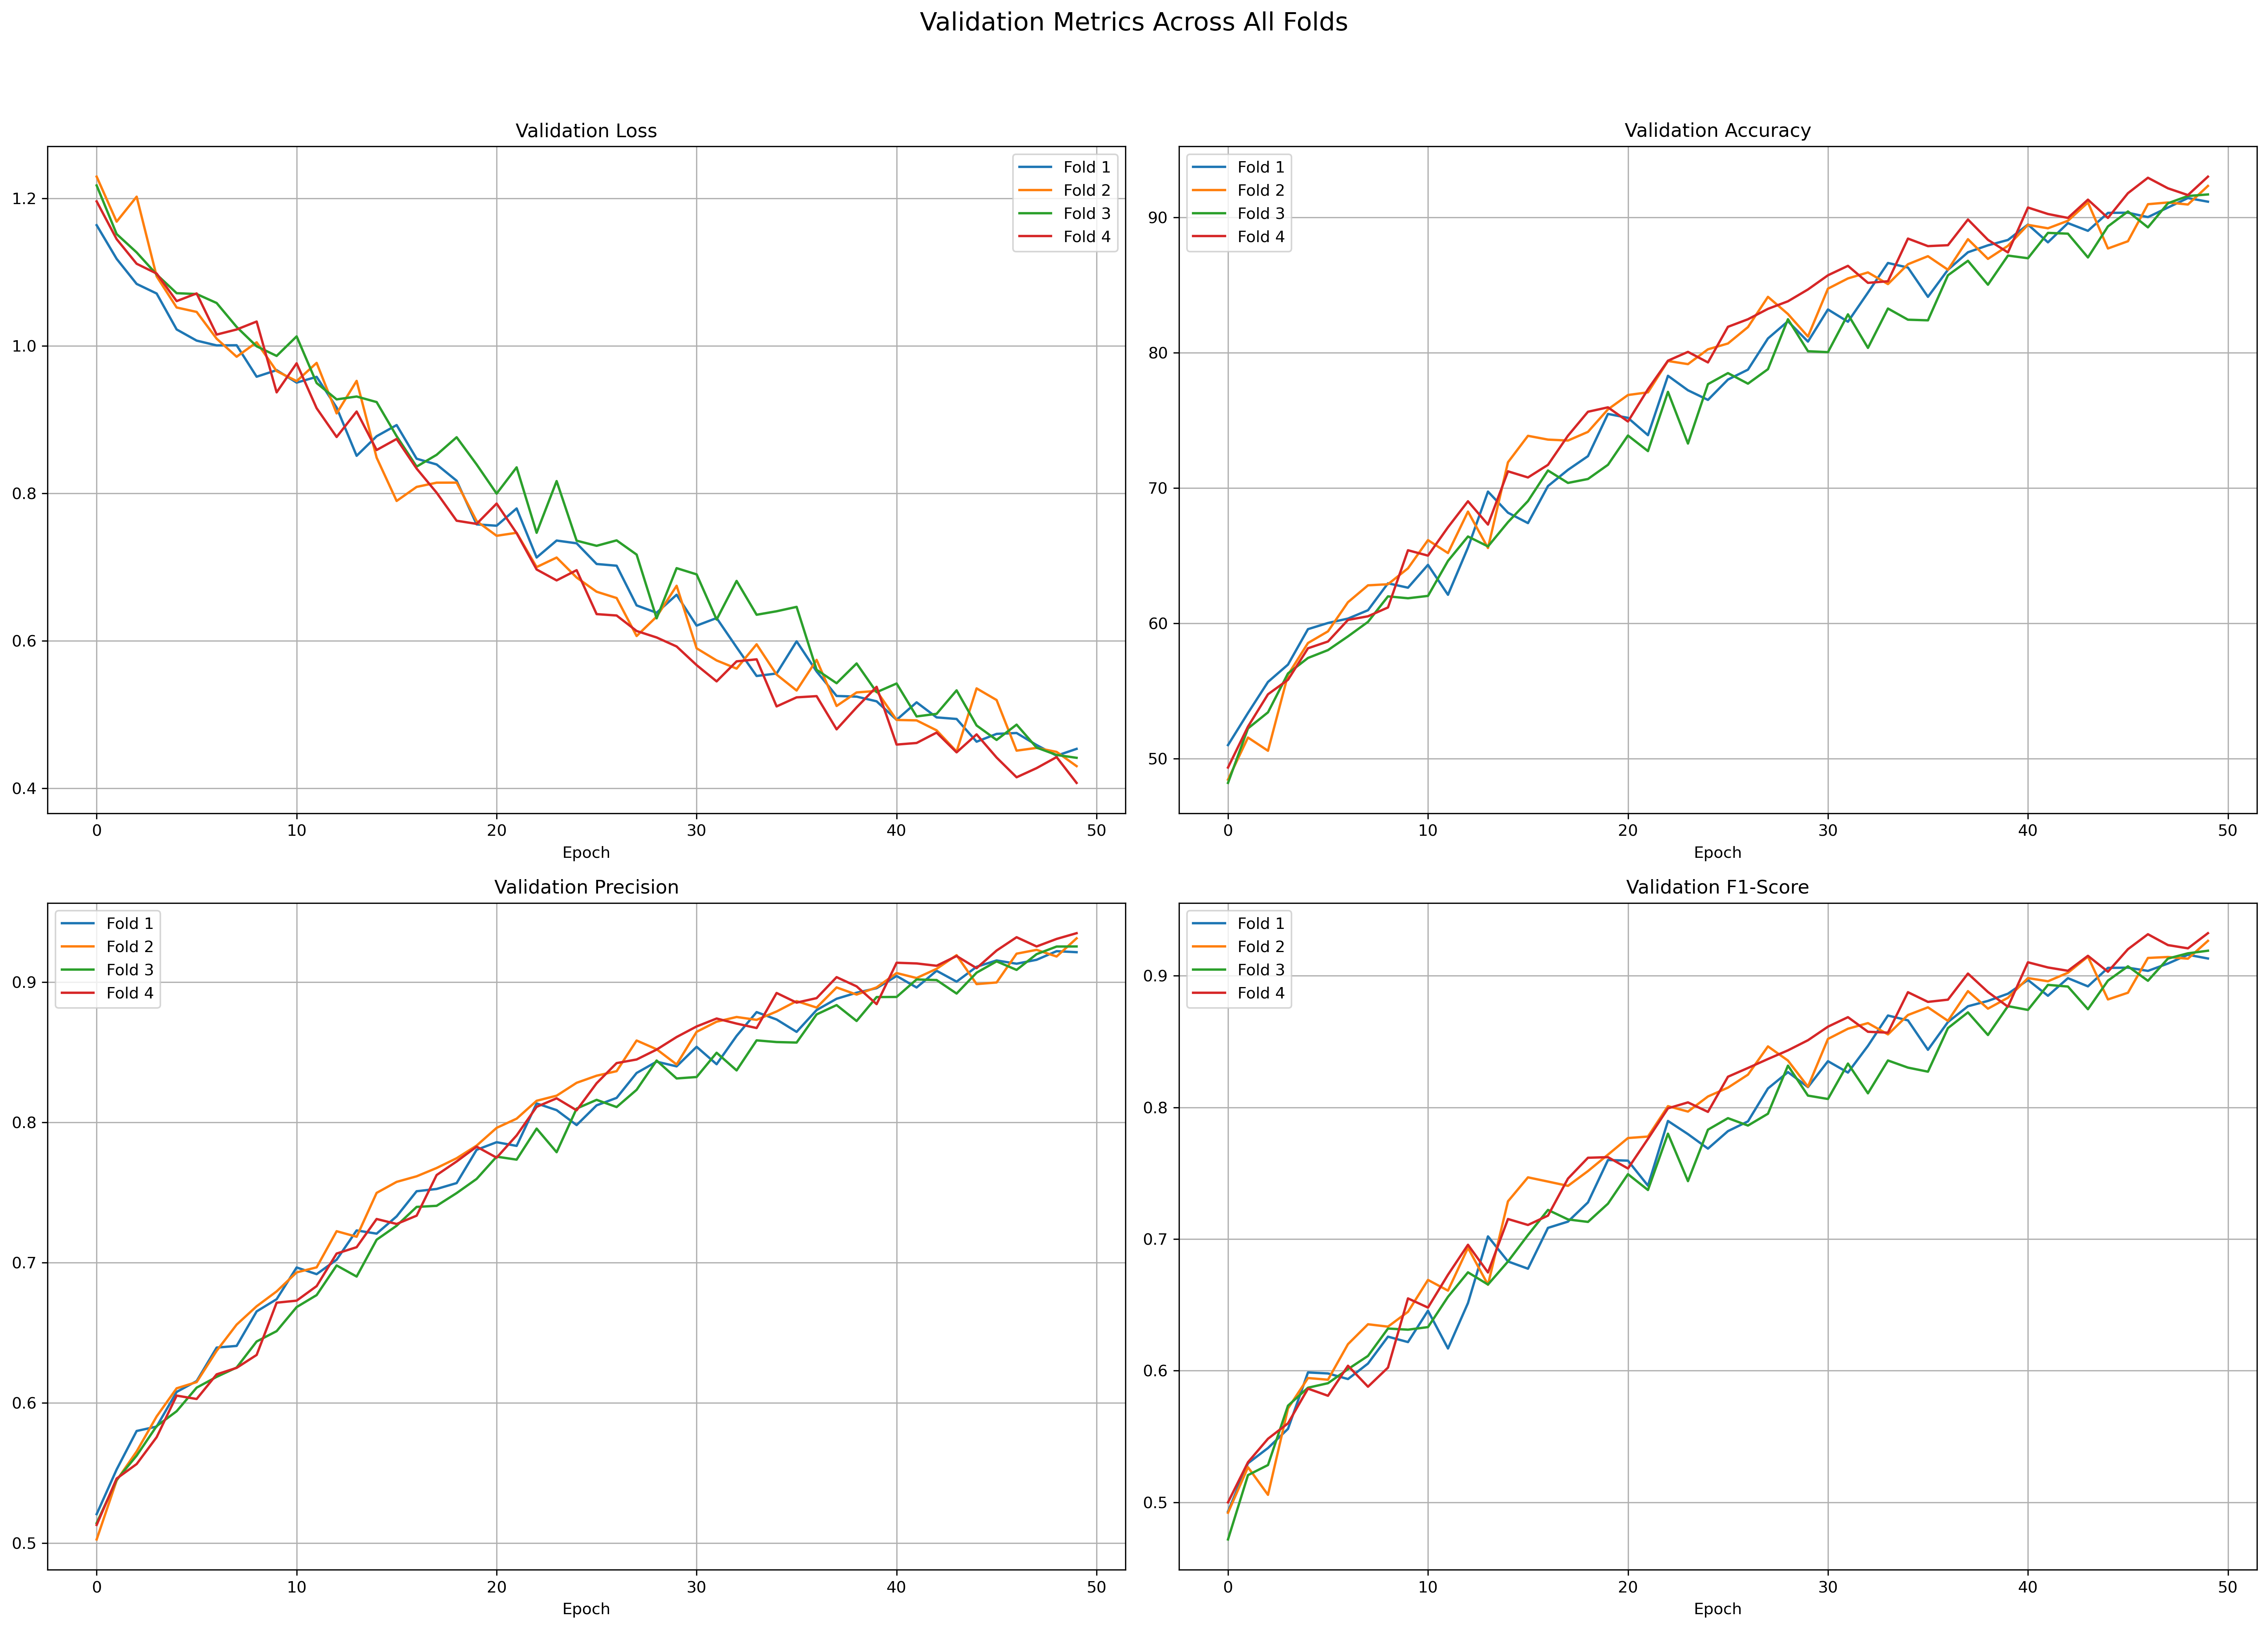 Validation Metrics Across All Folds
Validation Loss
Fold 1
Fold 2
Fold 3
Fold 4
1.2
1.0
0.8
0.6
0.4
0 10 20 30 40 50
Epoch
Validation Accuracy
Fold 1
Fold 2
Fold 3
Fold 4
90
80
70
60
50
0 10 20 30 40 50
Epoch
Validation Precision
Fold 1
Fold 2
Fold 3
Fold 4
0.9
0.8
0.7
0.6
0.5
0 10 20 30 40 50
Epoch
Validation F1-Score
Fold 1
Fold 2
Fold 3
Fold 4
0.9
0.8
0.7
0.6
0.5
0 10 20 30 40 50
Epoch